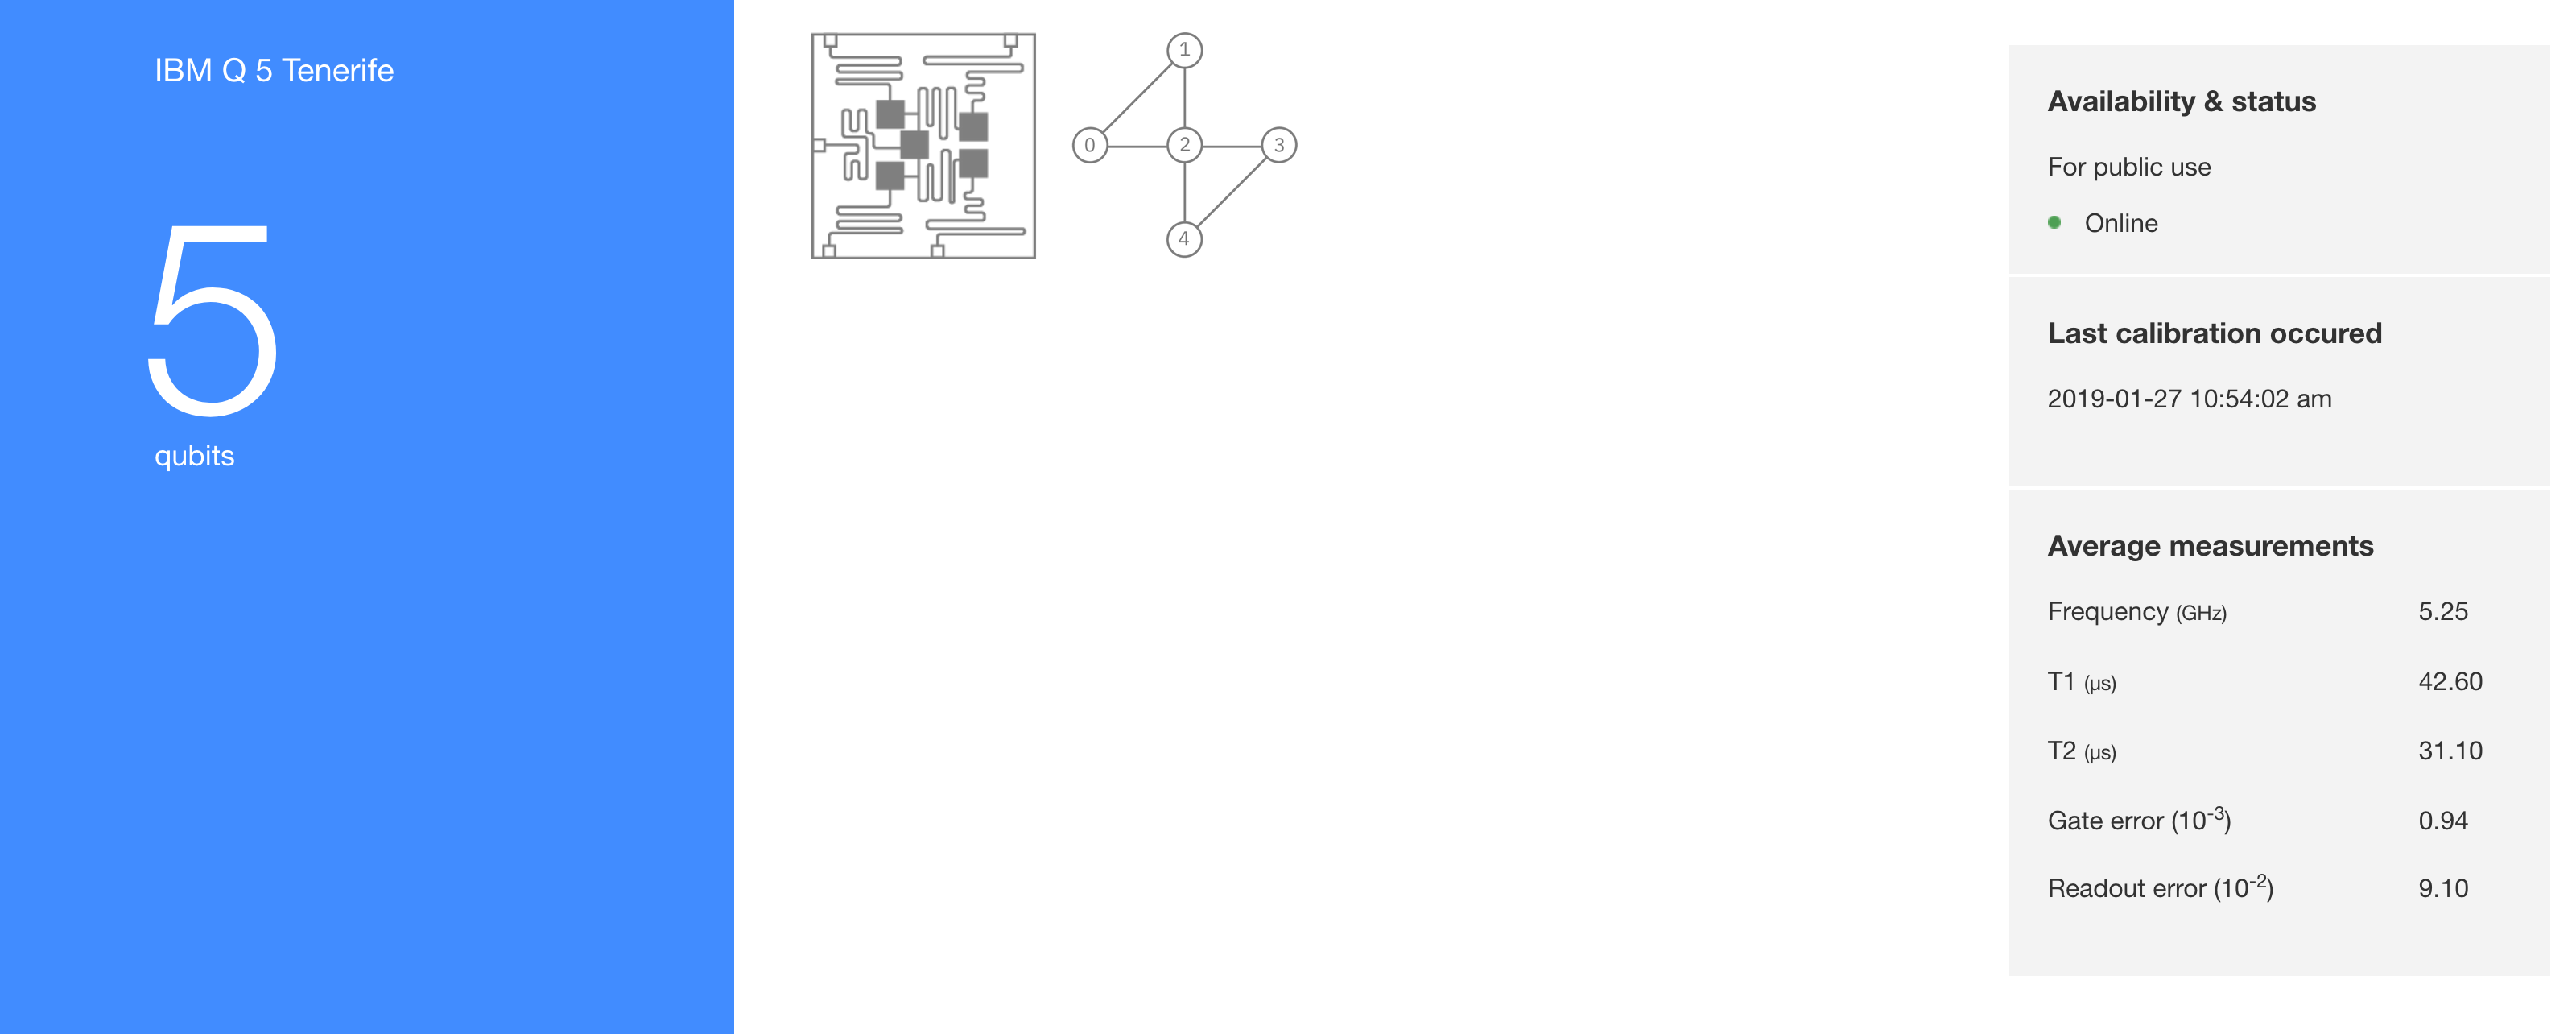 IBM Q 5 Tenerife
5
qubits
1
0 2 3
4
Availability & status
For public use
Online
Last calibration occured
2019-01-27 10:54:02 am
Average measurements
Frequency (GHz) 5.25
T1 (µs) 42.60
T2 (µs) 31.10
Gate error (10⁻³) 0.94
Readout error (10⁻²) 9.10